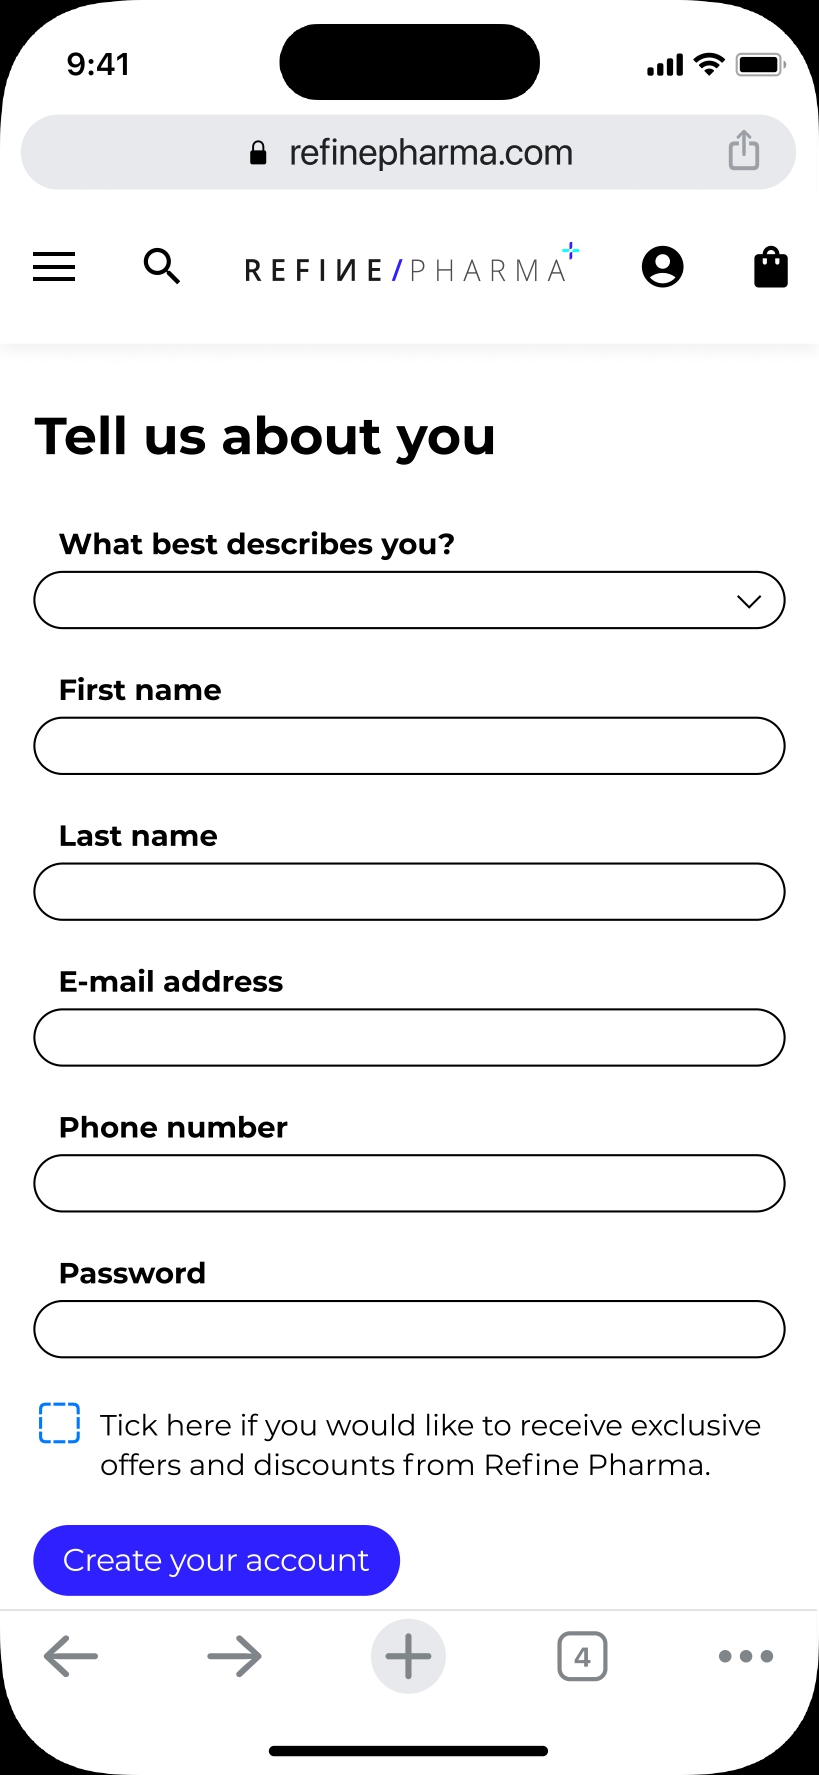 9:41
refinepharma.com
REFINE/PHARMA
Tell us about you
What best describes you?
First name
Last name
E-mail address
Phone number
Password
Tick here if you would like to receive exclusive
offers and discounts from Refine Pharma.
Create your account
4